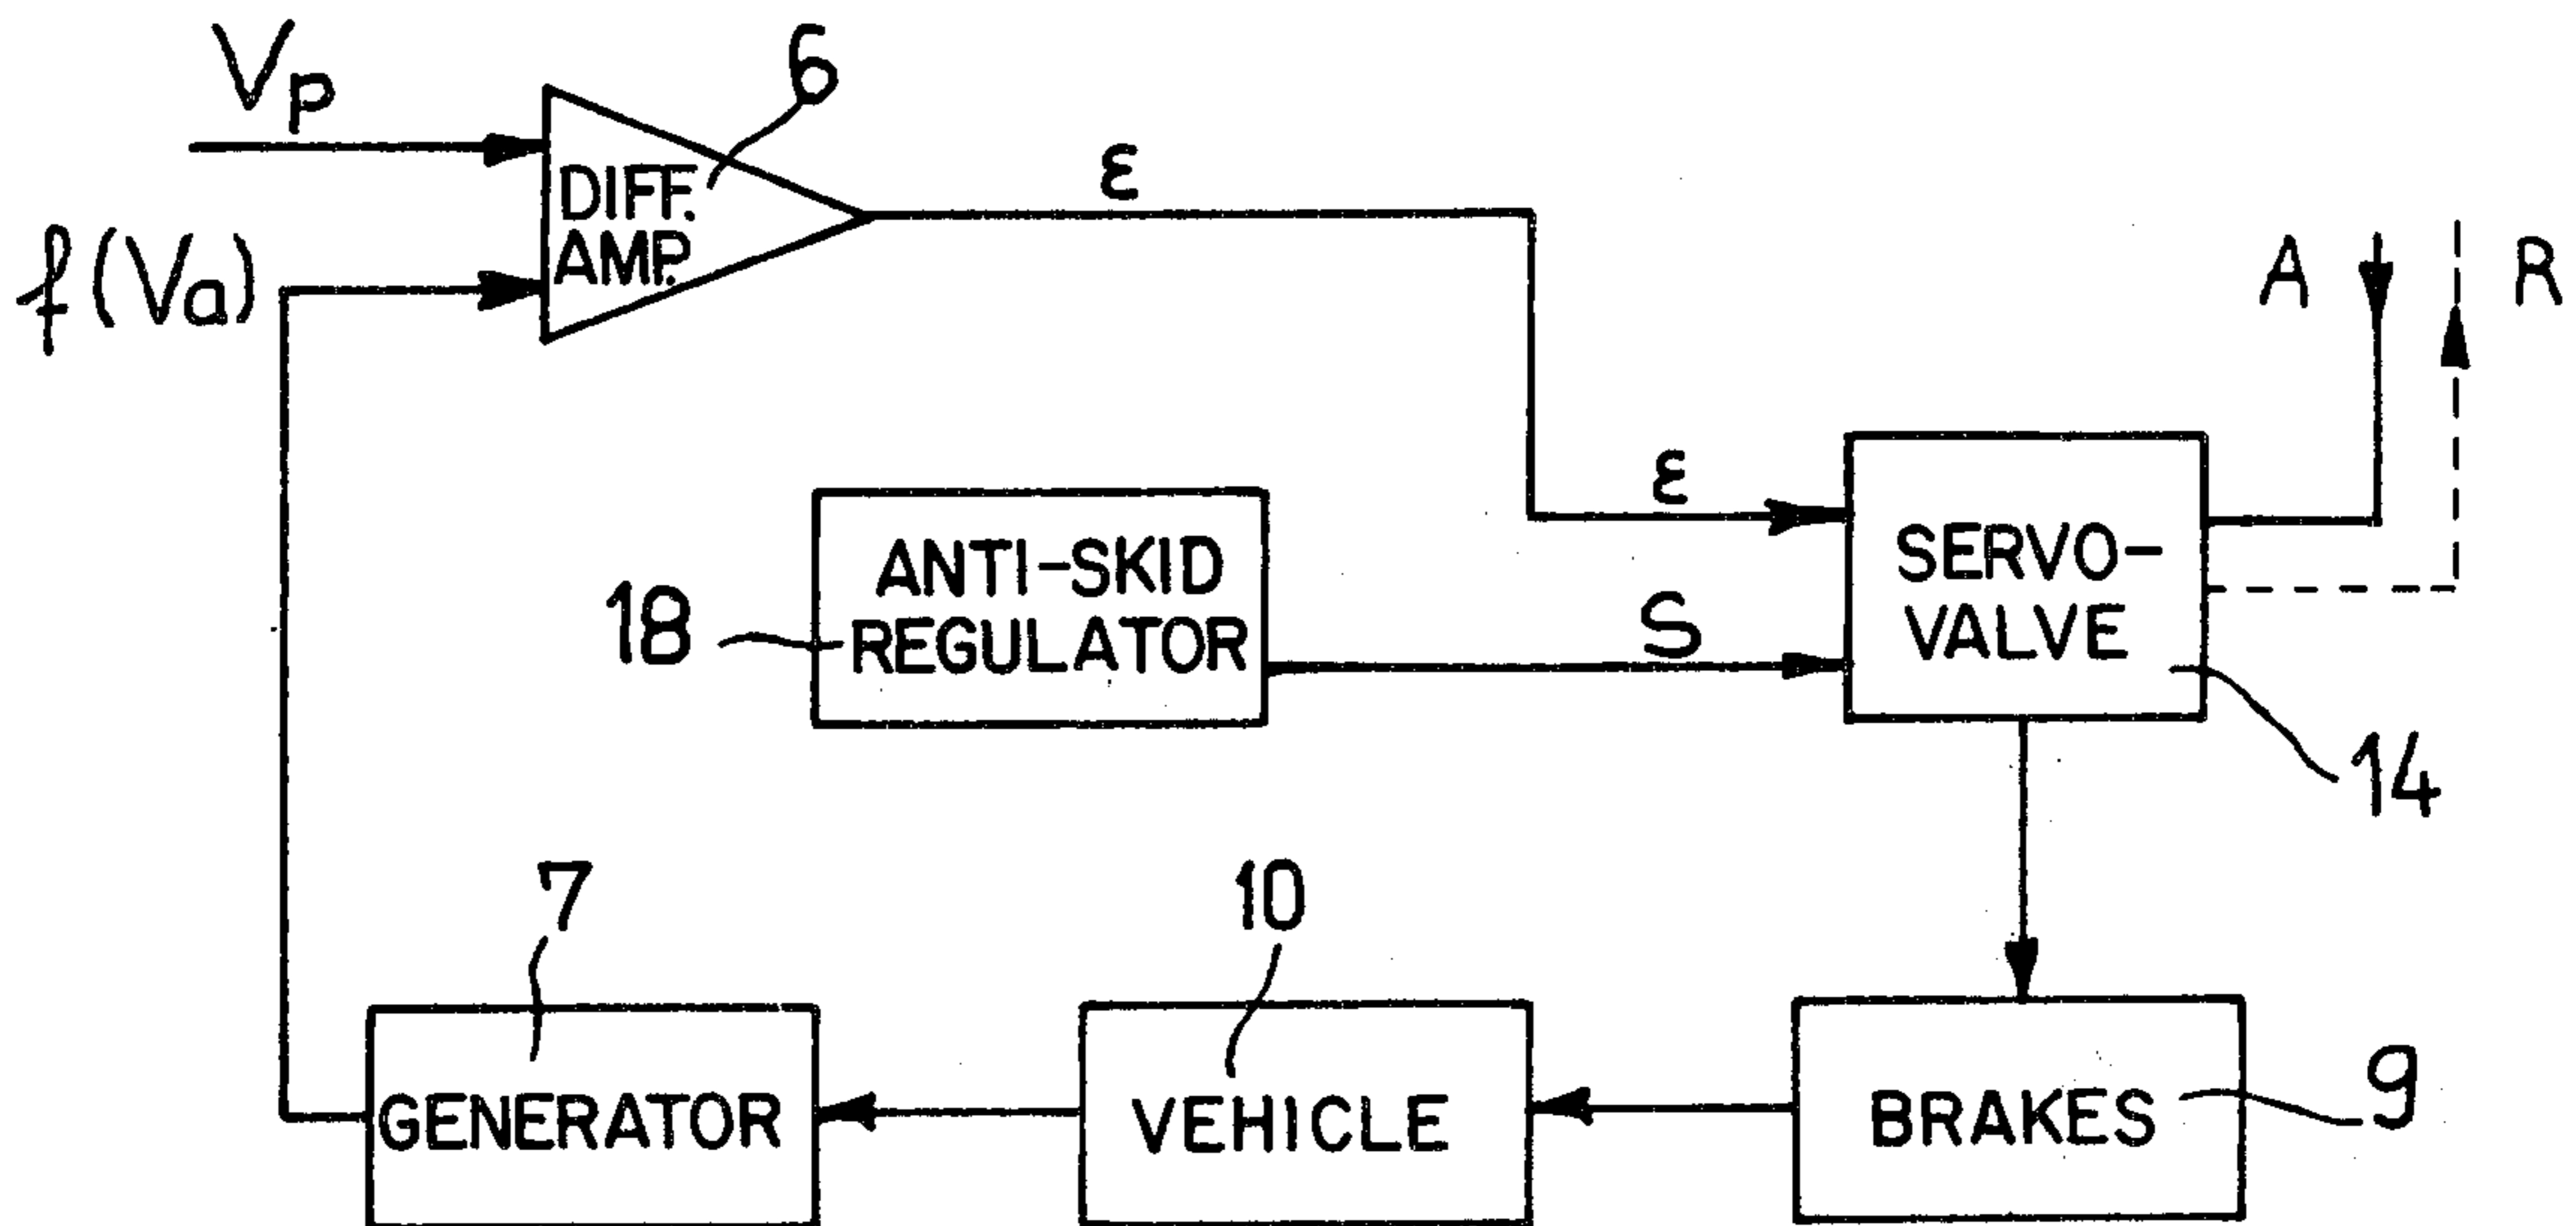 Vp
6
DIFF.
AMP.
ε
f(Va)
A
R
ε
SERVO-
VALVE
ANTI-SKID
REGULATOR
18
S
14
7
10
GENERATOR
VEHICLE
BRAKES
9